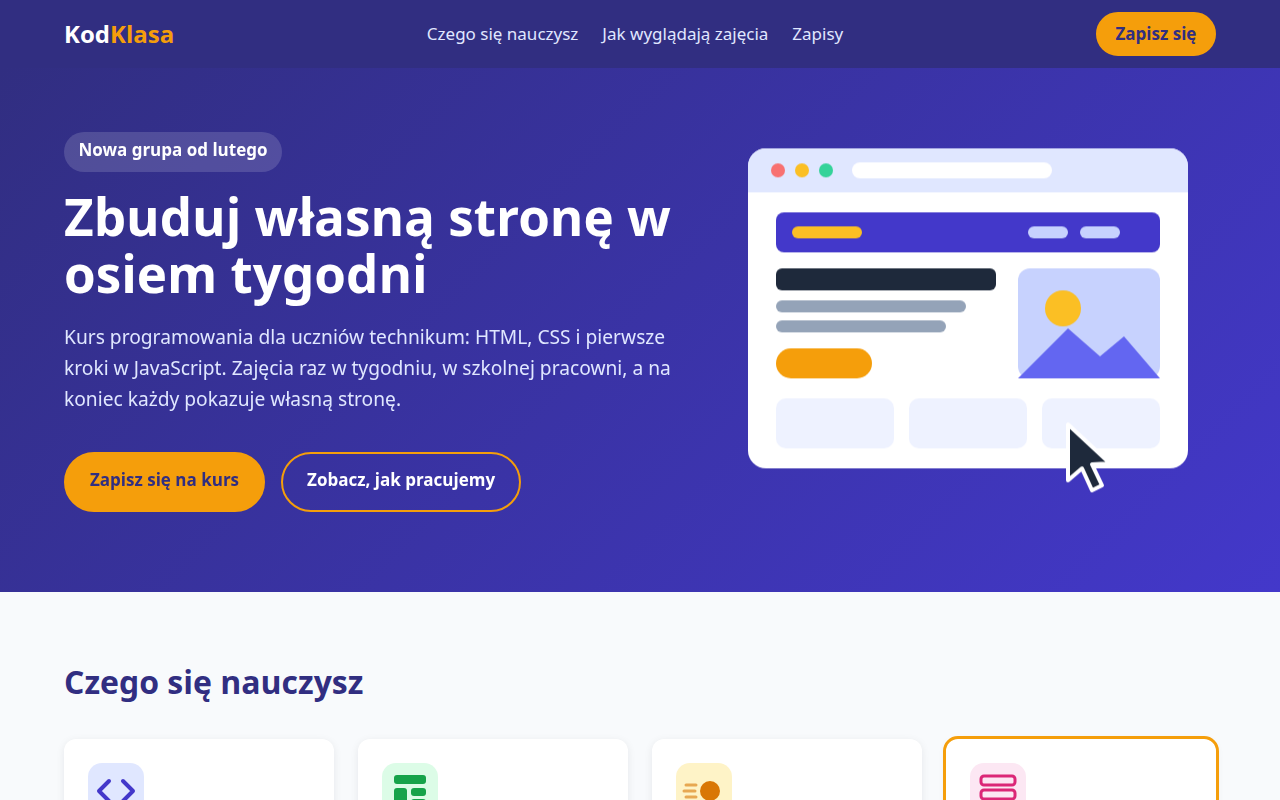 KodKlasa
Czego się nauczysz
Jak wyglądają zajęcia
Zapisy
Zapisz się
Nowa grupa od lutego
Zbuduj własną stronę w
osiem tygodni
Kurs programowania dla uczniów technikum: HTML, CSS i pierwsze
kroki w JavaScript. Zajęcia raz w tygodniu, w szkolnej pracowni, a na
koniec każdy pokazuje własną stronę.
Zapisz się na kurs
Zobacz, jak pracujemy
Czego się nauczysz